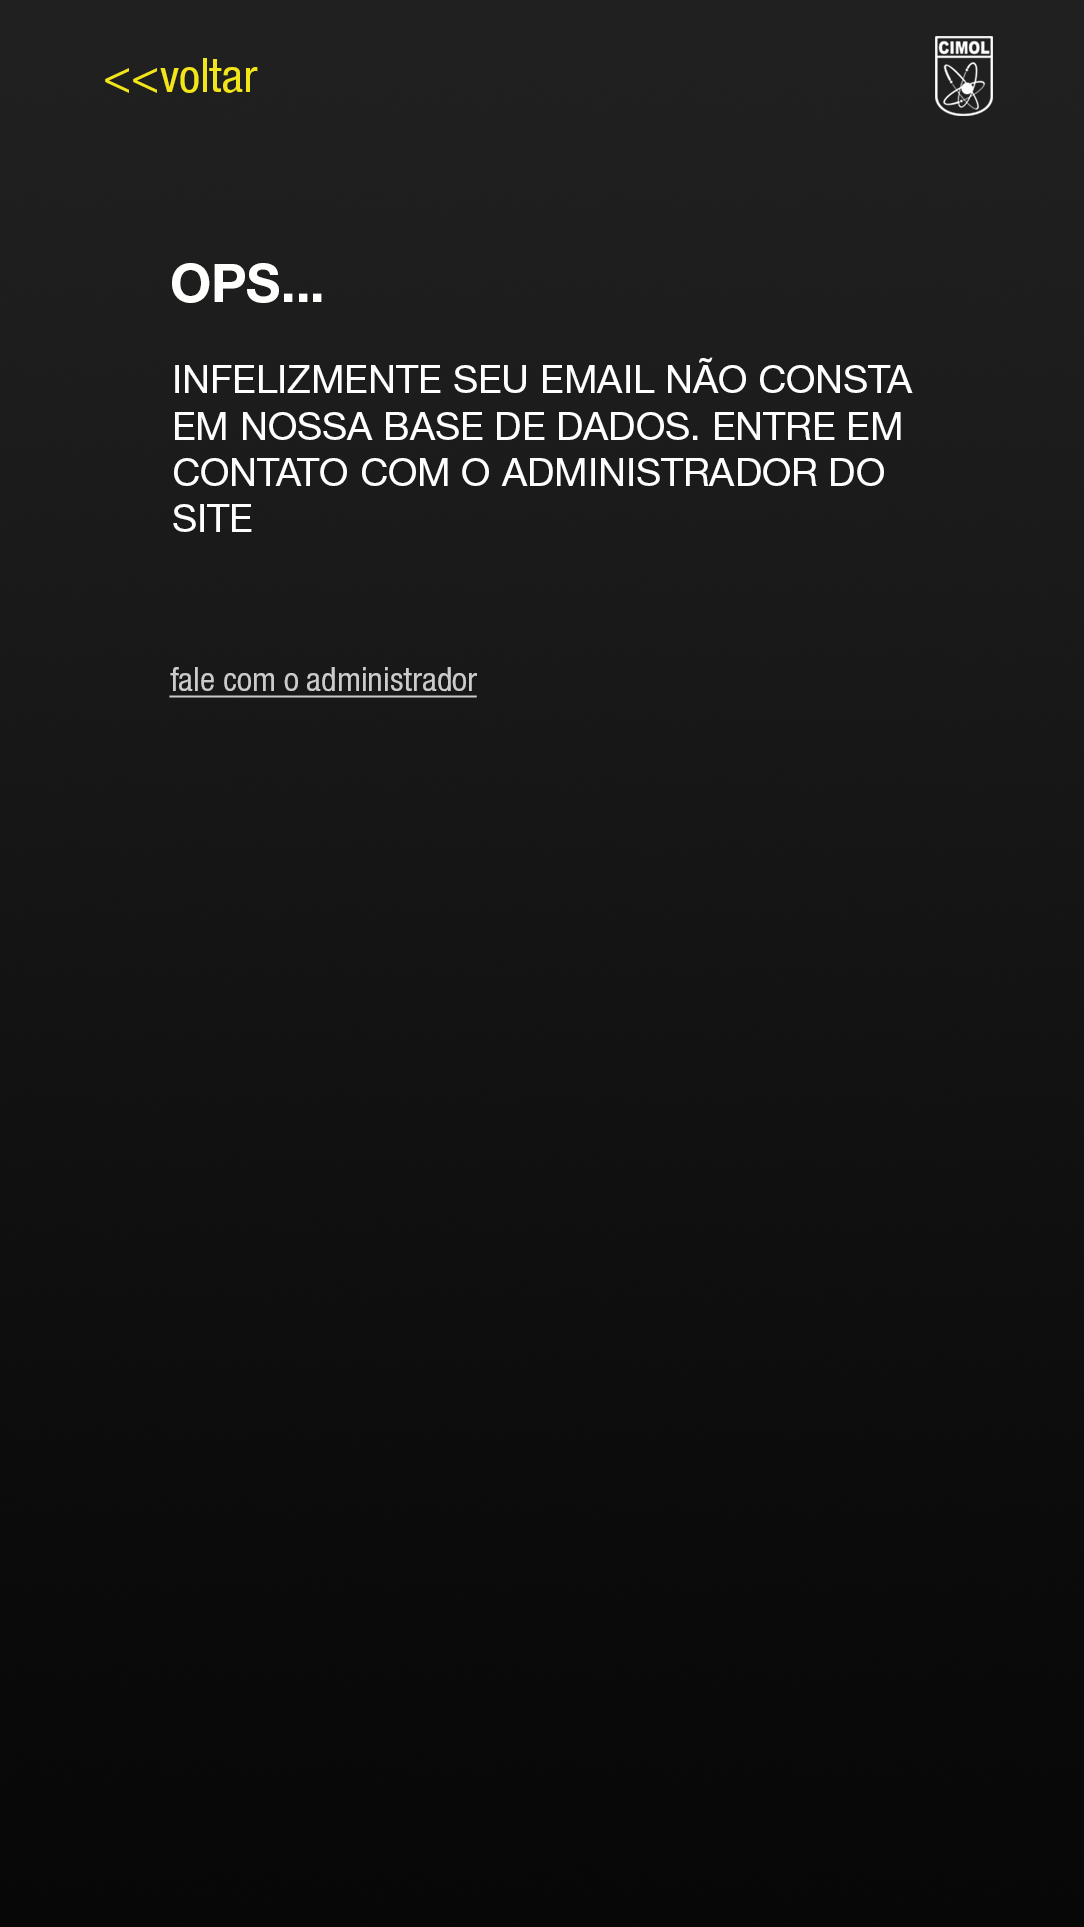 <<voltar
CIMOL
OPS...
INFELIZMENTE SEU EMAIL NÃO CONSTA
EM NOSSA BASE DE DADOS. ENTRE EM
CONTATO COM O ADMINISTRADOR DO
SITE
fale com o administrador